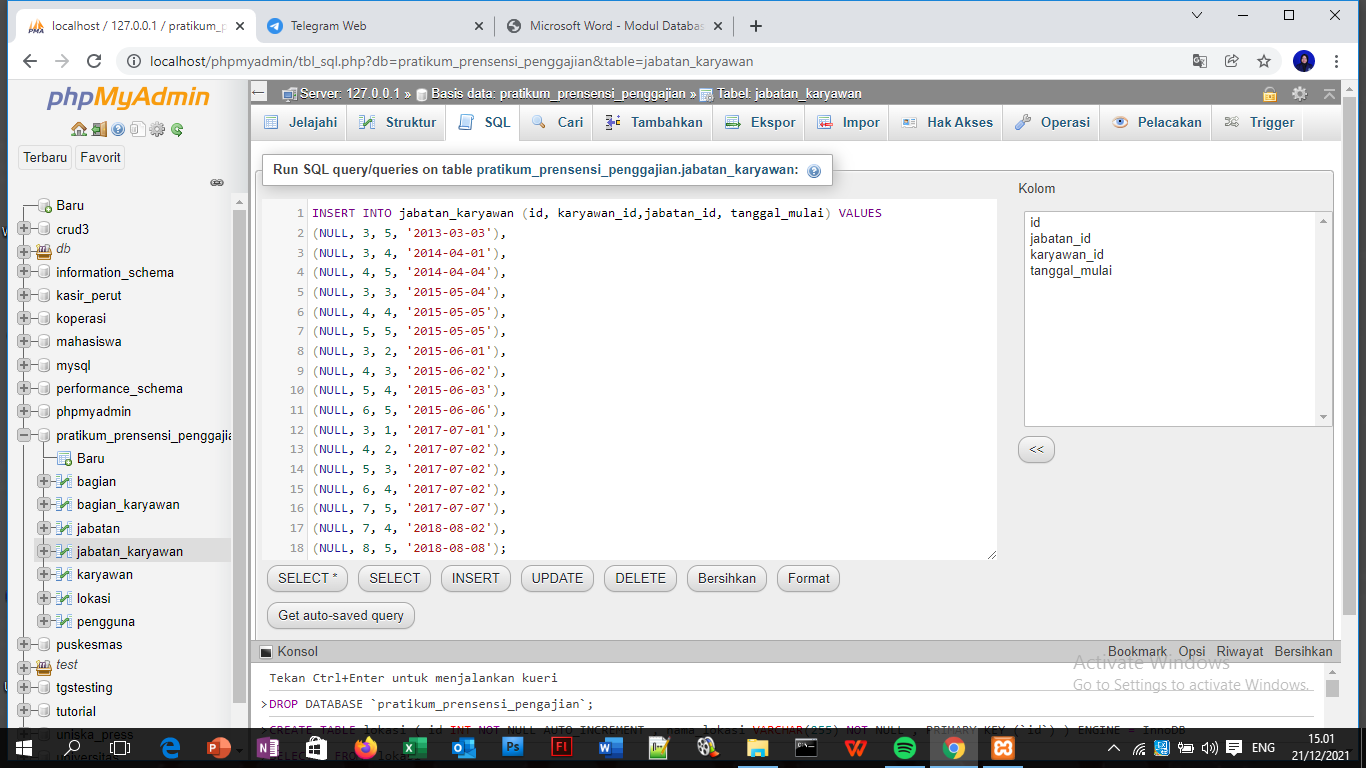 localhost / 127.0.0.1 / pratikum_p
Telegram Web
Microsoft Word - Modul Databas
localhost/phpmyadmin/tbl_sql.php?db=pratikum_prensensi_penggajian&table=jabatan_karyawan
phpMyAdmin
Terbaru Favorit
Baru
crud3
db
information_schema
kasir_perut
koperasi
mahasiswa
mysql
performance_schema
phpmyadmin
pratikum_prensensi_penggajia
Baru
bagian
bagian_karyawan
jabatan
jabatan_karyawan
karyawan
lokasi
pengguna
puskesmas
test
tgstesting
tutorial
uniska_press
universitas
Server: 127.0.0.1 » Basis data: pratikum_prensensi_penggajian » Tabel: jabatan_karyawan
Jelajahi Struktur SQL Cari Tambahkan Ekspor Impor Hak Akses Operasi Pelacakan Trigger
Run SQL query/queries on table pratikum_prensensi_penggajian.jabatan_karyawan:
1 INSERT INTO jabatan_karyawan (id, karyawan_id,jabatan_id, tanggal_mulai) VALUES
2 (NULL, 3, 5, '2013-03-03'),
3 (NULL, 3, 4, '2014-04-01'),
4 (NULL, 4, 5, '2014-04-04'),
5 (NULL, 3, 3, '2015-05-04'),
6 (NULL, 4, 4, '2015-05-05'),
7 (NULL, 5, 5, '2015-05-05'),
8 (NULL, 3, 2, '2015-06-01'),
9 (NULL, 4, 3, '2015-06-02'),
10 (NULL, 5, 4, '2015-06-03'),
11 (NULL, 6, 5, '2015-06-06'),
12 (NULL, 3, 1, '2017-07-01'),
13 (NULL, 4, 2, '2017-07-02'),
14 (NULL, 5, 3, '2017-07-02'),
15 (NULL, 6, 4, '2017-07-02'),
16 (NULL, 7, 5, '2017-07-07'),
17 (NULL, 7, 4, '2018-08-02'),
18 (NULL, 8, 5, '2018-08-08');
Kolom
id
jabatan_id
karyawan_id
tanggal_mulai
<<
SELECT * SELECT INSERT UPDATE DELETE Bersihkan Format
Get auto-saved query
Konsol Bookmark Opsi Riwayat Bersihkan
Tekan Ctrl+Enter untuk menjalankan kueri
>DROP DATABASE `pratikum_prensensi_pengajian`;
>CREATE TABLE lokasi ( id INT NOT NULL AUTO_INCREMENT , nama_lokasi VARCHAR(255) NOT NULL , PRIMARY KEY (`id`) ) ENGINE = InnoDB
Activate Windows
Go to Settings to activate Windows.
ENG
15.01
21/12/2021